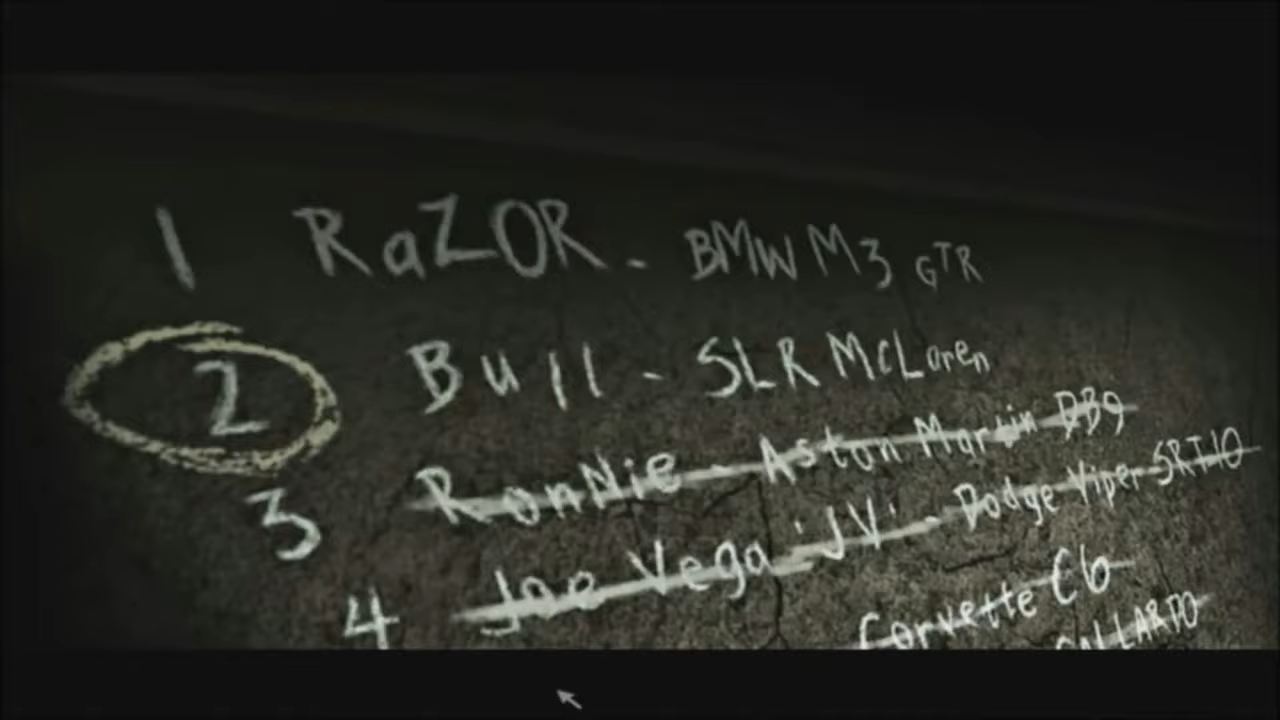 1 RaZOR - BMW M3 GTR
2 Bull - SLR McLaren
3 RonNie - Aston Martin DB9
4 Joe Vega 'JV' - Dodge Viper SRT10
Corvette C6
GALLARDO